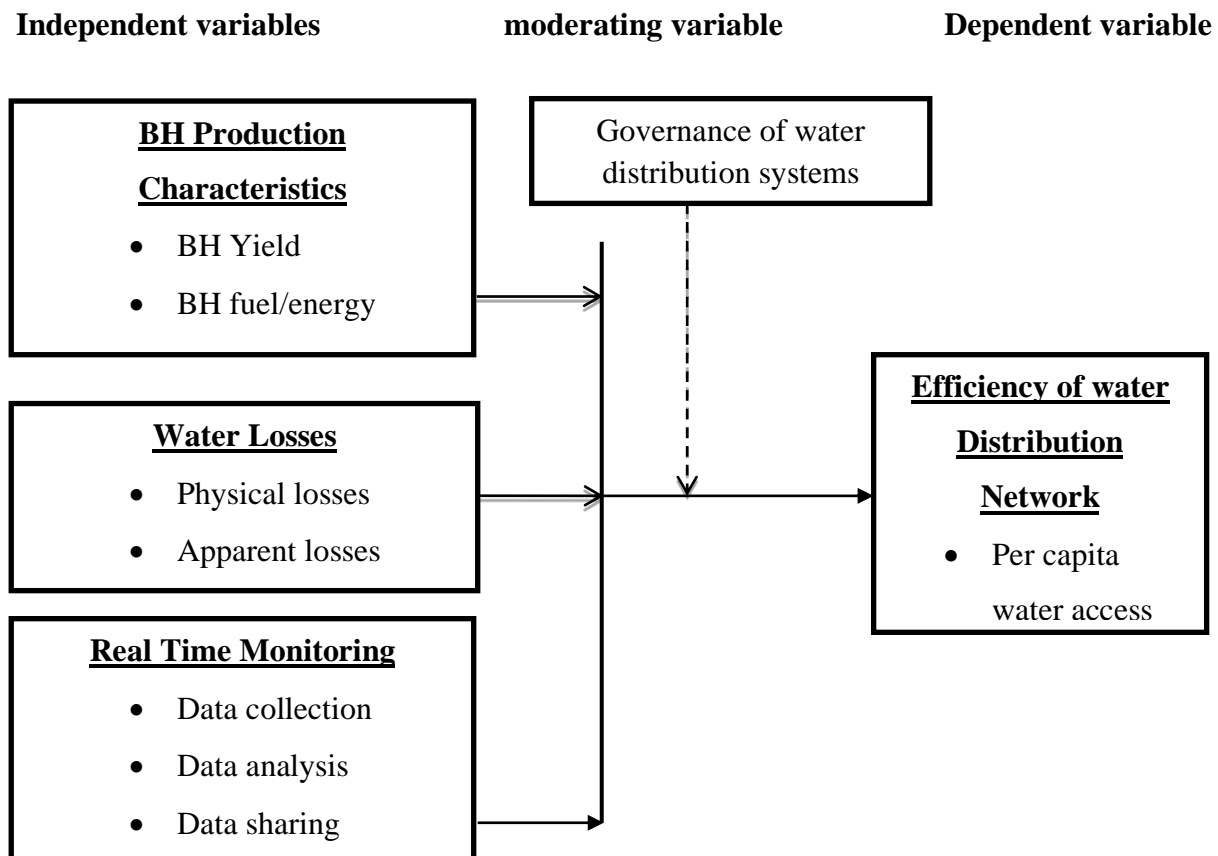 Independent variables moderating variable Dependent variable
BH Production
Characteristics
• BH Yield
• BH fuel/energy
Governance of water
distribution systems
Water Losses
• Physical losses
• Apparent losses
Real Time Monitoring
• Data collection
• Data analysis
• Data sharing
Efficiency of water
Distribution
Network
• Per capita
water access